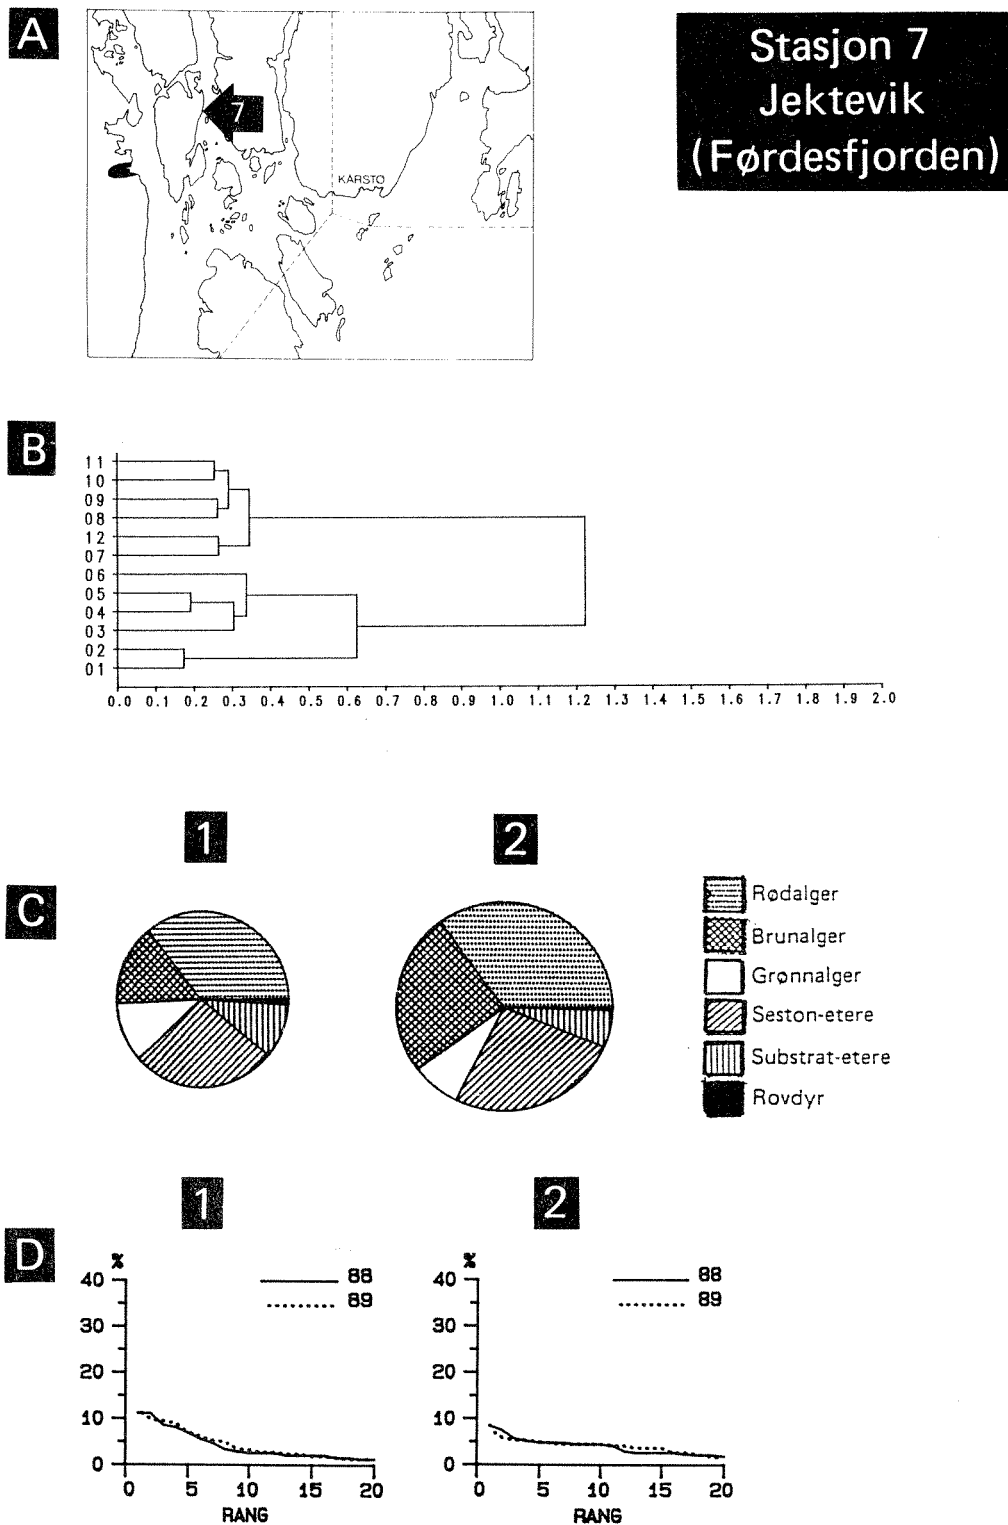 A
Stasjon 7
Jektevik
(Førdesfjorden)
7
KÅRSTØ
B
11
10
09
08
12
07
06
05
04
03
02
01
0.0 0.1 0.2 0.3 0.4 0.5 0.6 0.7 0.8 0.9 1.0 1.1 1.2 1.3 1.4 1.5 1.6 1.7 1.8 1.9 2.0
1 2
C
Rødalger
Brunalger
Grønnalger
Seston-etere
Substrat-etere
Rovdyr
1 2
D
%
40
30
20
10
0
88
89
0 5 10 15 20
RANG
%
40
30
20
10
0
88
89
0 5 10 15 20
RANG